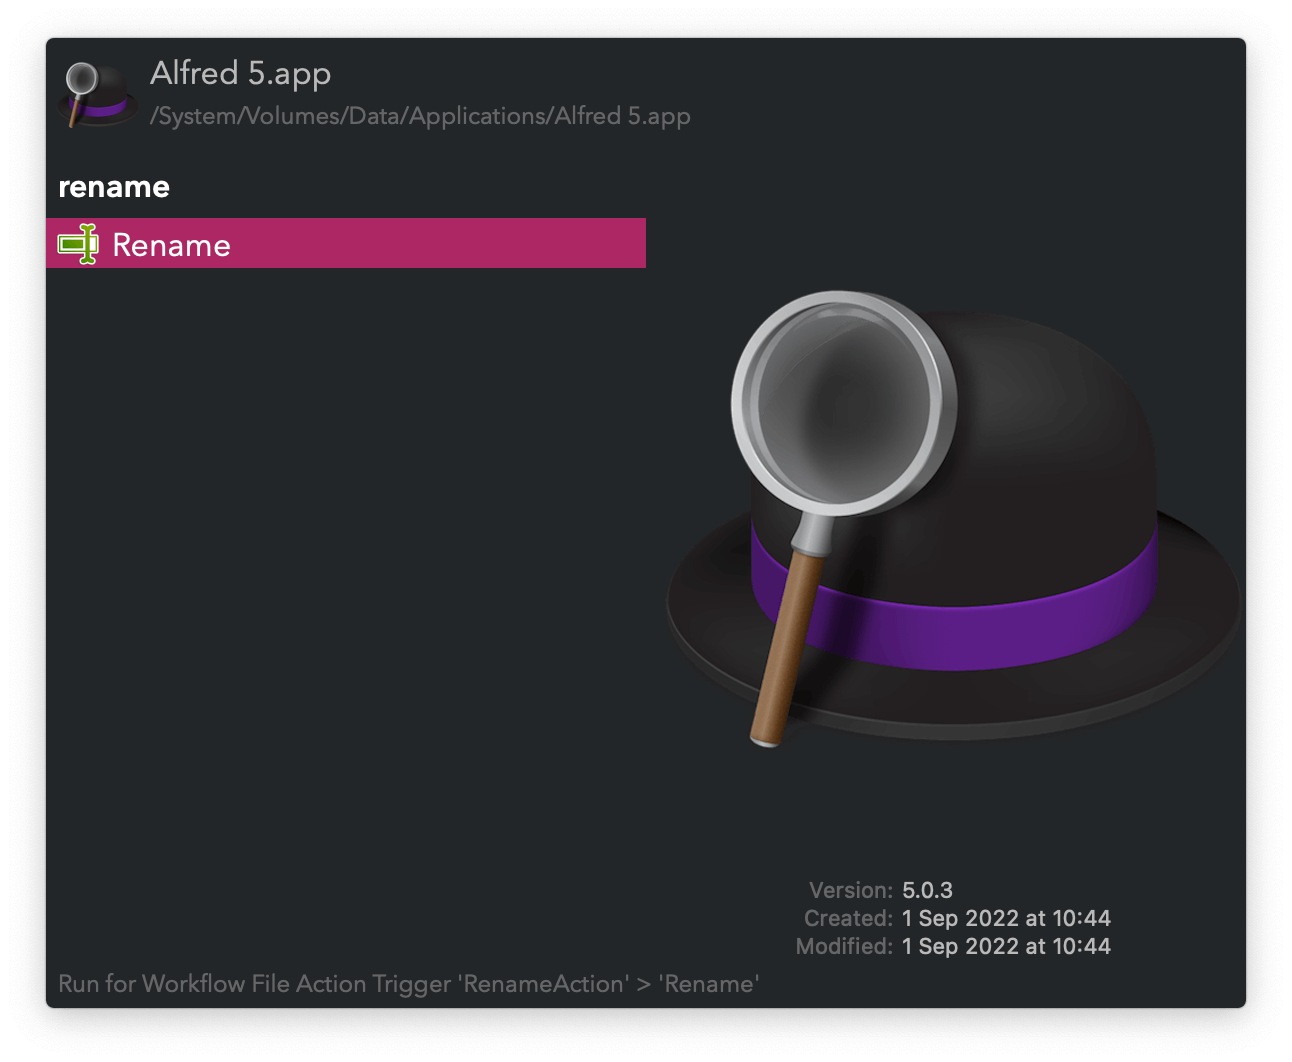 Alfred 5.app
/System/Volumes/Data/Applications/Alfred 5.app
rename
Rename
Version: 5.0.3
Created: 1 Sep 2022 at 10:44
Modified: 1 Sep 2022 at 10:44
Run for Workflow File Action Trigger 'RenameAction' > 'Rename'